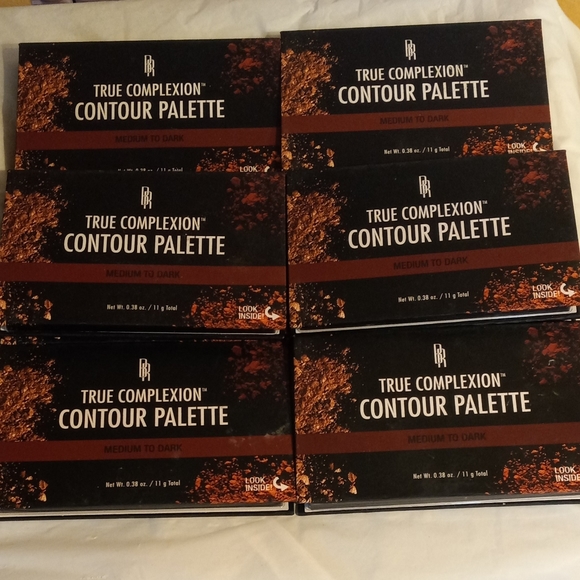 TRUE COMPLEXION™
CONTOUR PALETTE
MEDIUM TO DARK
Net Wt. 0.38 oz. / 11 g Total
LOOK
TRUE COMPLEXION™
CONTOUR PALETTE
MEDIUM TO DARK
Net Wt. 0.38 oz. / 11 g Total
LOOK
INSIDE!
TRUE COMPLEXION™
CONTOUR PALETTE
MEDIUM TO DARK
Net Wt. 0.38 oz. / 11 g Total
LOOK
INSIDE!
TRUE COMPLEXION™
CONTOUR PALETTE
MEDIUM TO DARK
Net Wt. 0.38 oz. / 11 g Total
LOOK
INSIDE!
TRUE COMPLEXION™
CONTOUR PALETTE
MEDIUM TO DARK
Net Wt. 0.38 oz. / 11 g Total
LOOK
INSIDE!
TRUE COMPLEXION™
CONTOUR PALETTE
MEDIUM TO DARK
Net Wt. 0.38 oz. / 11 g Total
LOOK
INSIDE!